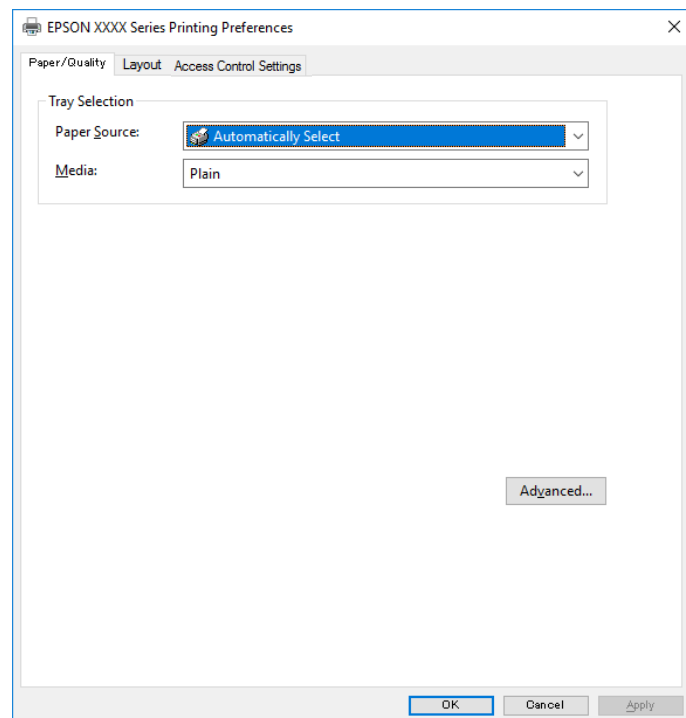 EPSON XXXX Series Printing Preferences
Paper/Quality Layout Access Control Settings
Tray Selection
Paper Source: Automatically Select
Media: Plain
Advanced...
OK Cancel Apply